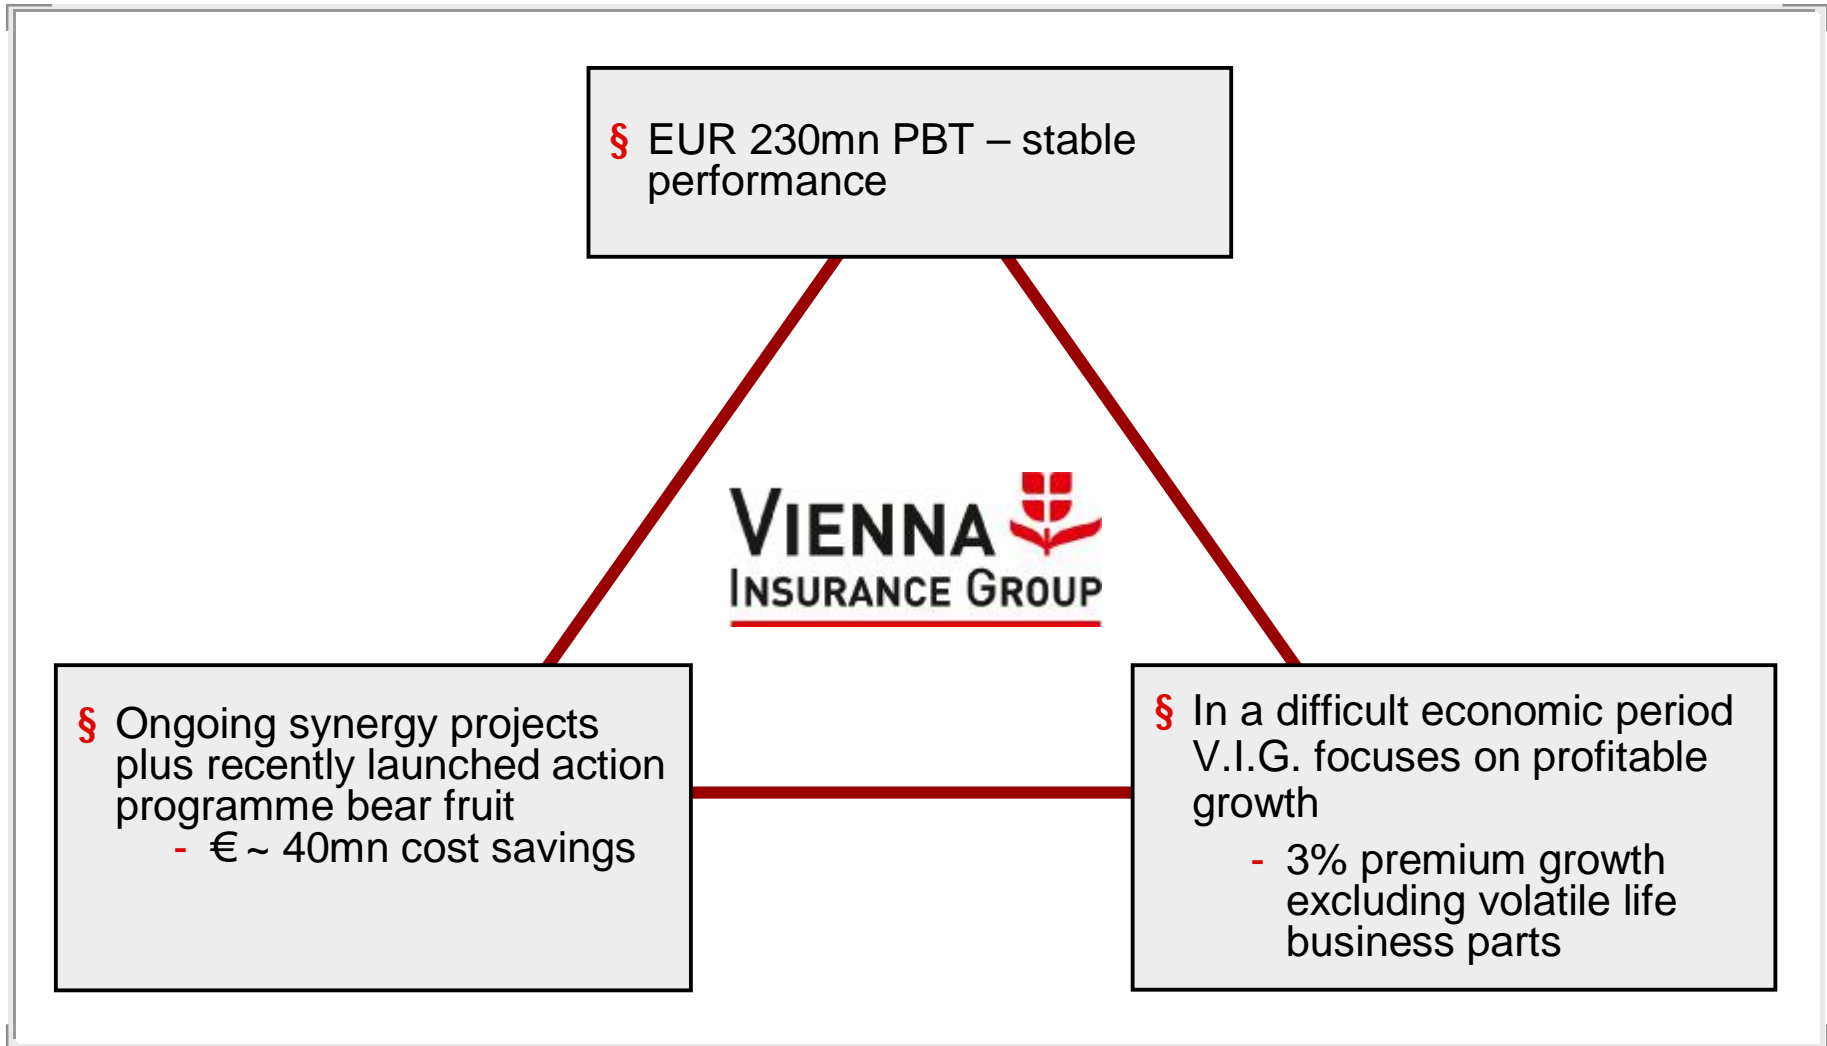 § EUR 230mn PBT – stable
performance
VIENNA
INSURANCE GROUP
§ Ongoing synergy projects
plus recently launched action
programme bear fruit
- € ~ 40mn cost savings
§ In a difficult economic period
V.I.G. focuses on profitable
growth
- 3% premium growth
excluding volatile life
business parts